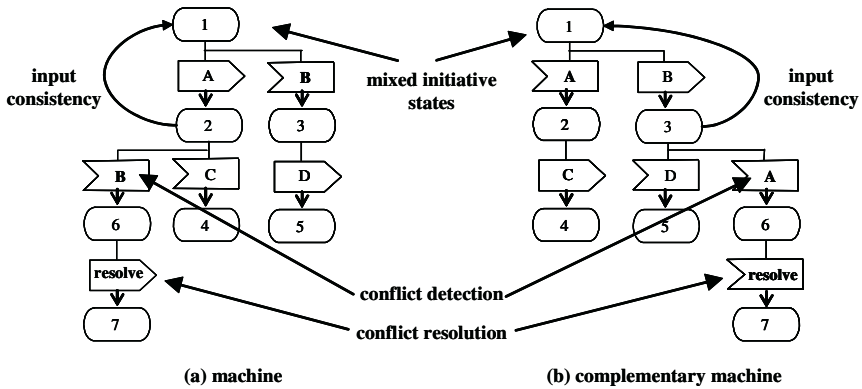 1
1
A
B
mixed initiative
states
A
B
input
consistency
input
consistency
2
3
2
3
B
C
D
C
D
A
6
4
5
4
5
6
resolve
conflict detection
resolve
7
conflict resolution
7
(a) machine
(b) complementary machine